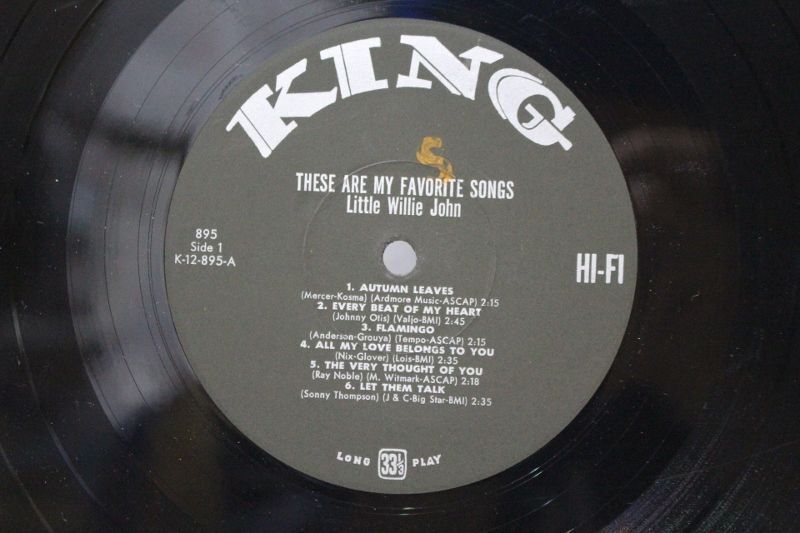 KING
THESE ARE MY FAVORITE SONGS
Little Willie John
895
Side 1
K-12-895-A
HI-FI
1. AUTUMN LEAVES
(Mercer-Kosma) (Ardmore Music-ASCAP) 2:15
2. EVERY BEAT OF MY HEART
(Johnny Otis) (Valjo-BMI) 2:45
3. FLAMINGO
(Anderson-Grouya) (Tempo-ASCAP) 2:15
4. ALL MY LOVE BELONGS TO YOU
(Nix-Glover) (Lois-BMI) 2:35
5. THE VERY THOUGHT OF YOU
(Ray Noble) (M. Witmark-ASCAP) 2:18
6. LET THEM TALK
(Sonny Thompson) (J & C-Big Star-BMI) 2:35
LONG 33⅓ PLAY